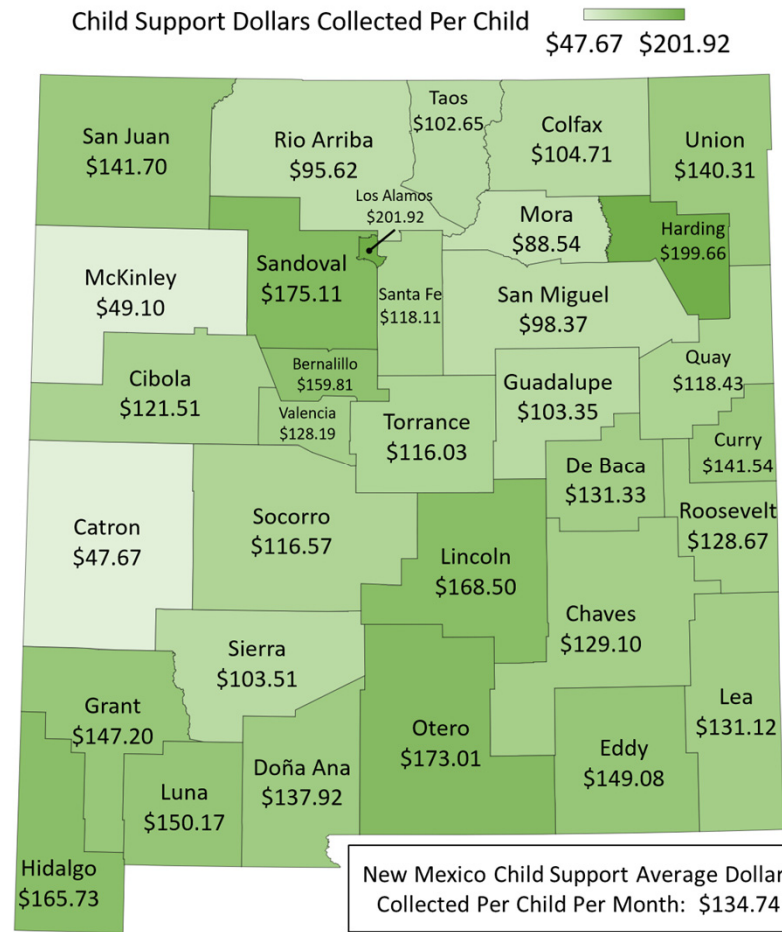 Child Support Dollars Collected Per Child
$47.67 $201.92
San Juan
$141.70
Rio Arriba
$95.62
Taos
$102.65
Colfax
$104.71
Union
$140.31
Los Alamos
$201.92
Mora
$88.54
Harding
$199.66
McKinley
$49.10
Sandoval
$175.11
Santa Fe
$118.11
San Miguel
$98.37
Cibola
$121.51
Bernalillo
$159.81
Valencia
$128.19
Torrance
$116.03
Guadalupe
$103.35
Quay
$118.43
Curry
$141.54
De Baca
$131.33
Roosevelt
$128.67
Catron
$47.67
Socorro
$116.57
Lincoln
$168.50
Chaves
$129.10
Sierra
$103.51
Grant
$147.20
Otero
$173.01
Lea
$131.12
Eddy
$149.08
Luna
$150.17
Doña Ana
$137.92
Hidalgo
$165.73
New Mexico Child Support Average Dollar
Collected Per Child Per Month: $134.74